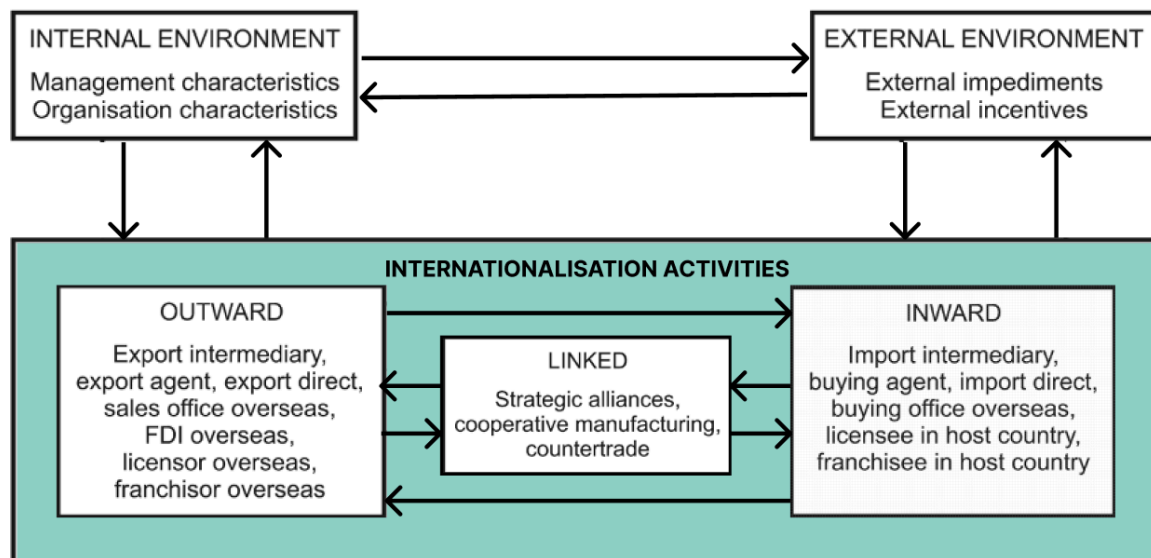 INTERNAL ENVIRONMENT
Management characteristics
Organisation characteristics
EXTERNAL ENVIRONMENT
External impediments
External incentives
INTERNATIONALISATION ACTIVITIES
OUTWARD
Export intermediary,
export agent, export direct,
sales office overseas,
FDI overseas,
licensor overseas,
franchisor overseas
LINKED
Strategic alliances,
cooperative manufacturing,
countertrade
INWARD
Import intermediary,
buying agent, import direct,
buying office overseas,
licensee in host country,
franchisee in host country